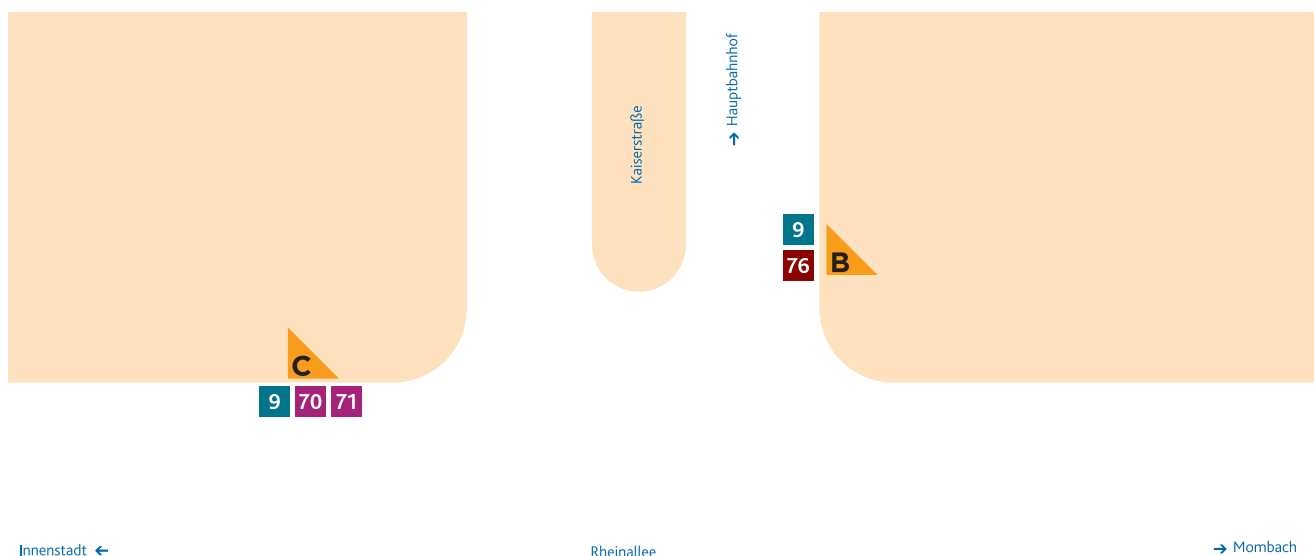 → Hauptbahnhof
Kaiserstraße
9
76
B
C
9 70 71
Innenstadt ←
Rheinallee
→ Mombach